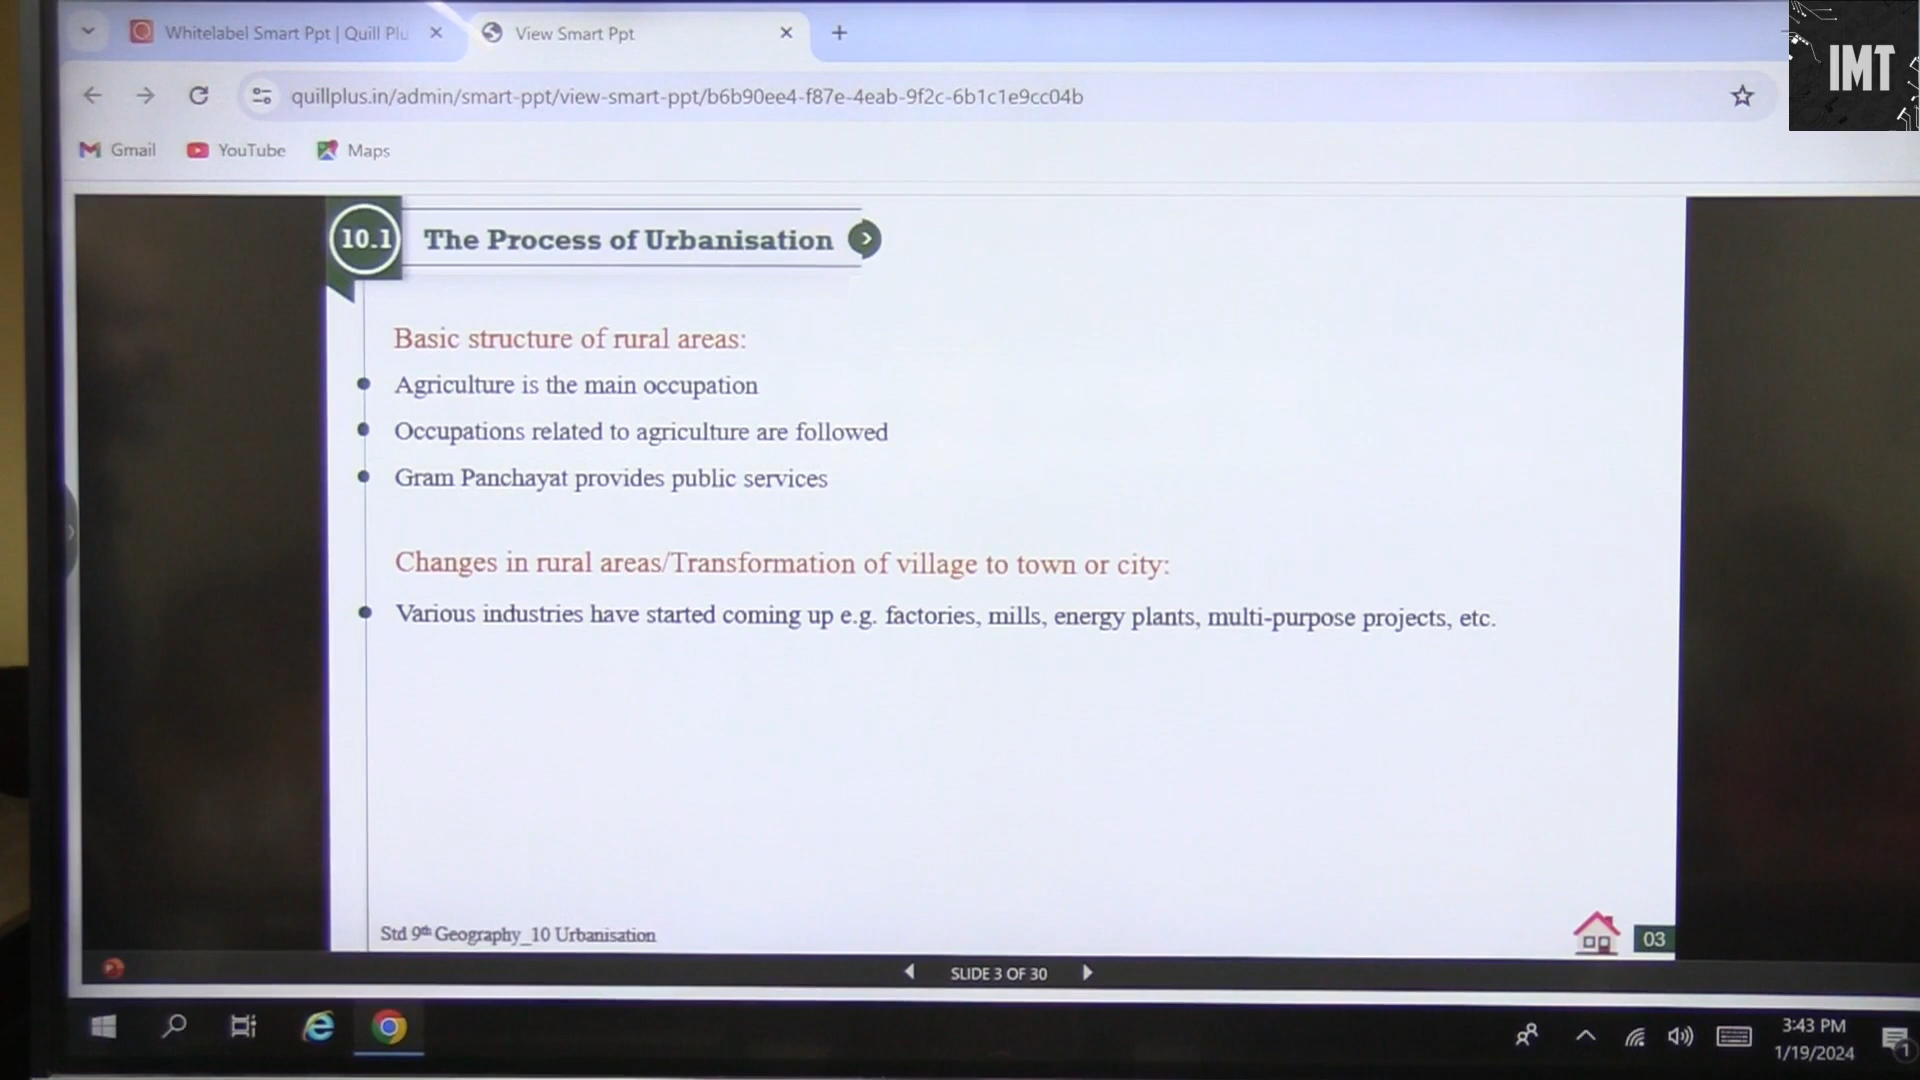 Whitelabel Smart Ppt | Quill Plu
View Smart Ppt
IMT
quillplus.in/admin/smart-ppt/view-smart-ppt/b6b90ee4-f87e-4eab-9f2c-6b1c1e9cc04b
Gmail YouTube Maps
10.1 The Process of Urbanisation
Basic structure of rural areas:
Agriculture is the main occupation
Occupations related to agriculture are followed
Gram Panchayat provides public services
Changes in rural areas/Transformation of village to town or city:
Various industries have started coming up e.g. factories, mills, energy plants, multi-purpose projects, etc.
Std 9th Geography_10 Urbanisation
03
SLIDE 3 OF 30
3:43 PM
1/19/2024
1